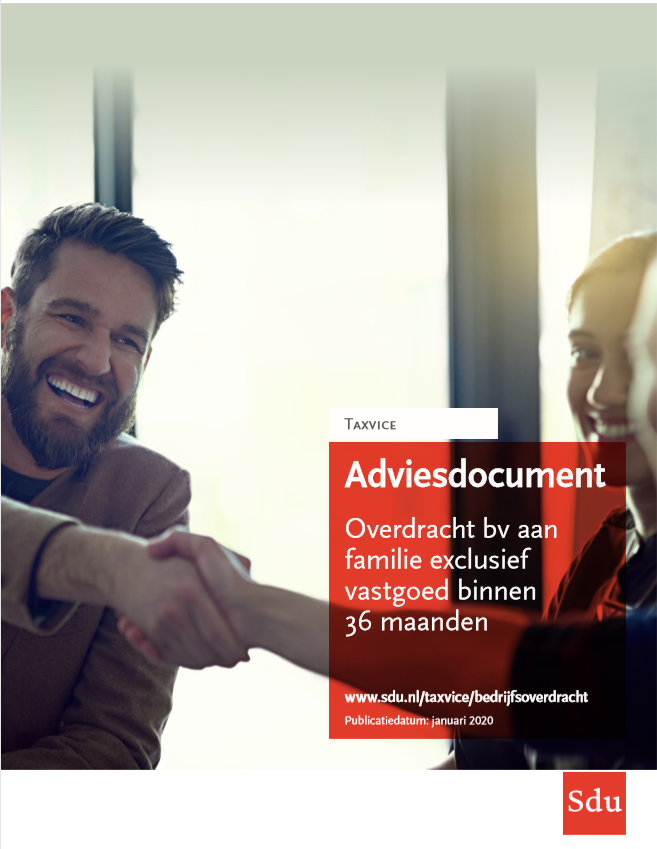 Taxvice
Adviesdocument
Overdracht bv aan
familie exclusief
vastgoed binnen
36 maanden
www.sdu.nl/taxvice/bedrijfsoverdracht
Publicatiedatum: januari 2020
Sdu